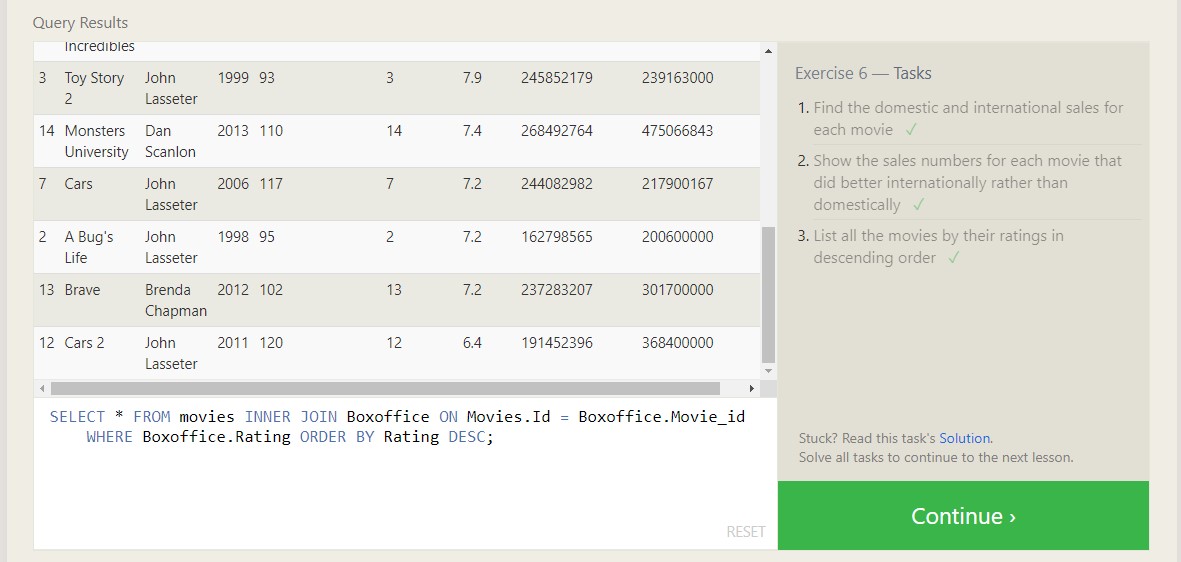 Query Results
Incredibles
3 Toy Story John 1999 93 3 7.9 245852179 239163000
2 Lasseter
14 Monsters Dan 2013 110 14 7.4 268492764 475066843
University Scanlon
7 Cars John 2006 117 7 7.2 244082982 217900167
Lasseter
2 A Bug's John 1998 95 2 7.2 162798565 200600000
Life Lasseter
13 Brave Brenda 2012 102 13 7.2 237283207 301700000
Chapman
12 Cars 2 John 2011 120 12 6.4 191452396 368400000
Lasseter
SELECT * FROM movies INNER JOIN Boxoffice ON Movies.Id = Boxoffice.Movie_id
WHERE Boxoffice.Rating ORDER BY Rating DESC;
RESET
Exercise 6 — Tasks
1. Find the domestic and international sales for
each movie ✓
2. Show the sales numbers for each movie that
did better internationally rather than
domestically ✓
3. List all the movies by their ratings in
descending order ✓
Stuck? Read this task's Solution.
Solve all tasks to continue to the next lesson.
Continue ›